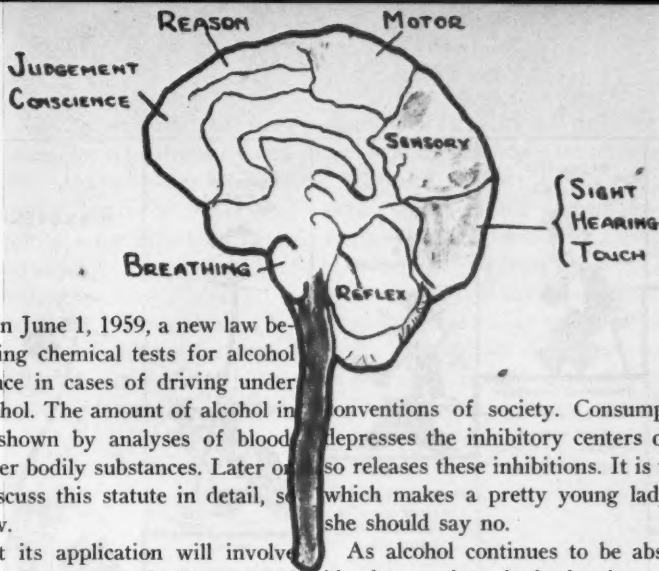 REASON
MOTOR
JUDGEMENT
CONSCIENCE
SENSORY
SIGHT
HEARING
TOUCH
BREATHING
REFLEX
n June 1, 1959, a new law be-
ing chemical tests for alcohol
nce in cases of driving under
ohol. The amount of alcohol in
shown by analyses of blood
er bodily substances. Later on
scuss this statute in detail, so
w.
t its application will involve
onventions of society. Consump
depresses the inhibitory centers o
so releases these inhibitions. It is
which makes a pretty young lad
she should say no.
As alcohol continues to be abs